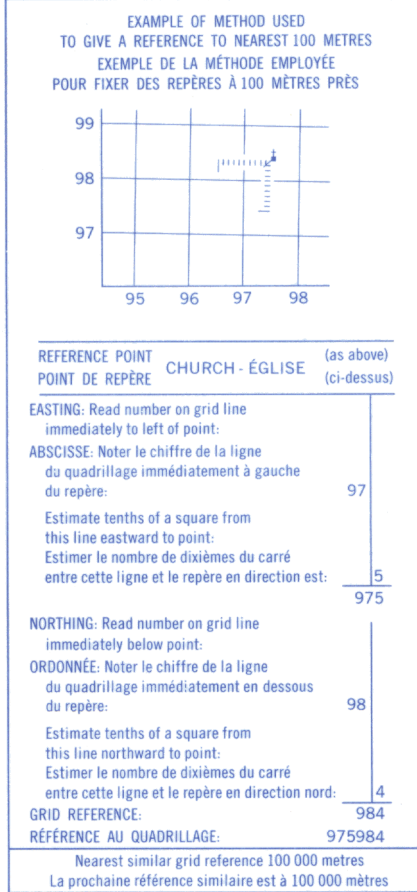 EXAMPLE OF METHOD USED
TO GIVE A REFERENCE TO NEAREST 100 METRES
EXEMPLE DE LA MÉTHODE EMPLOYÉE
POUR FIXER DES REPÈRES À 100 MÈTRES PRÈS
99
98
97
95 96 97 98
REFERENCE POINT
POINT DE REPÈRE
CHURCH - ÉGLISE
(as above)
(ci-dessus)
EASTING: Read number on grid line
immediately to left of point:
ABSCISSE: Noter le chiffre de la ligne
du quadrillage immédiatement à gauche
du repère: 97
Estimate tenths of a square from
this line eastward to point:
Estimer le nombre de dixièmes du carré
entre cette ligne et le repère en direction est: 5
975
NORTHING: Read number on grid line
immediately below point:
ORDONNÉE: Noter le chiffre de la ligne
du quadrillage immédiatement en dessous
du repère: 98
Estimate tenths of a square from
this line northward to point:
Estimer le nombre de dixièmes du carré
entre cette ligne et le repère en direction nord: 4
GRID REFERENCE: 984
RÉFÉRENCE AU QUADRILLAGE: 975984
Nearest similar grid reference 100 000 metres
La prochaine référence similaire est à 100 000 mètres